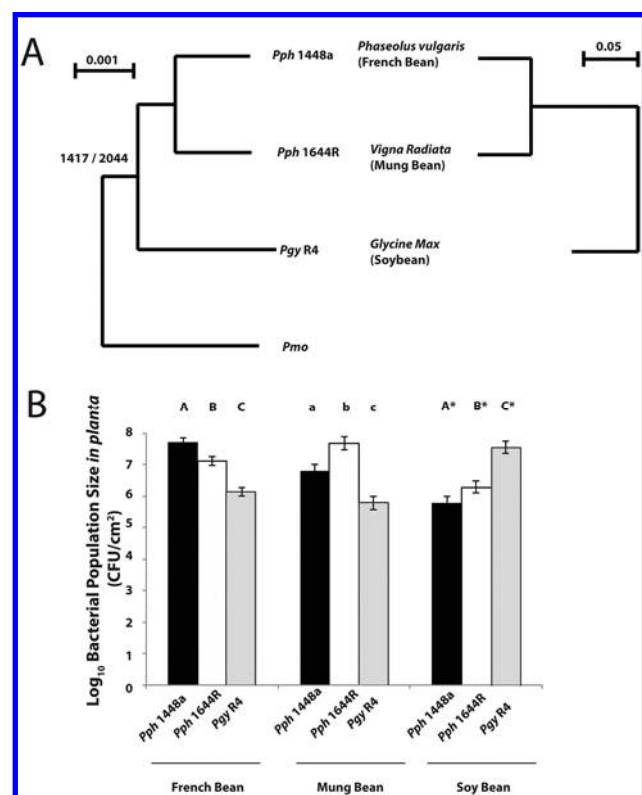 A
0.001
Pph 1448a
Phaseolus vulgaris
(French Bean)
0.05
1417 / 2044
Pph 1644R
Vigna Radiata
(Mung Bean)
Pgy R4
Glycine Max
(Soybean)
Pmo
B
A B C a b c A* B* C*
Log10 Bacterial Population Size in planta
(CFU/cm2)
8
7
6
5
4
3
2
1
0
Pph 1448a
Pph 1644R
Pgy R4
Pph 1448a
Pph 1644R
Pgy R4
Pph 1448a
Pph 1644R
Pgy R4
French Bean
Mung Bean
Soy Bean